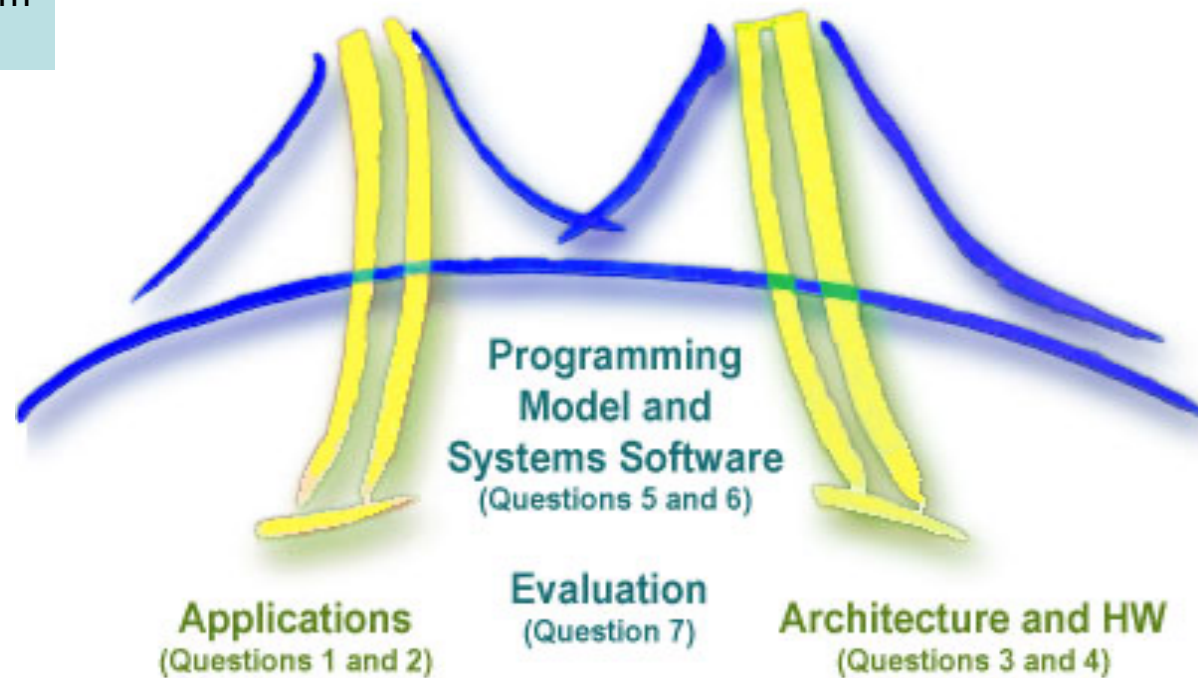 Programming
Model and
Systems Software
(Questions 5 and 6)
Evaluation
(Question 7)
Applications
(Questions 1 and 2)
Architecture and HW
(Questions 3 and 4)